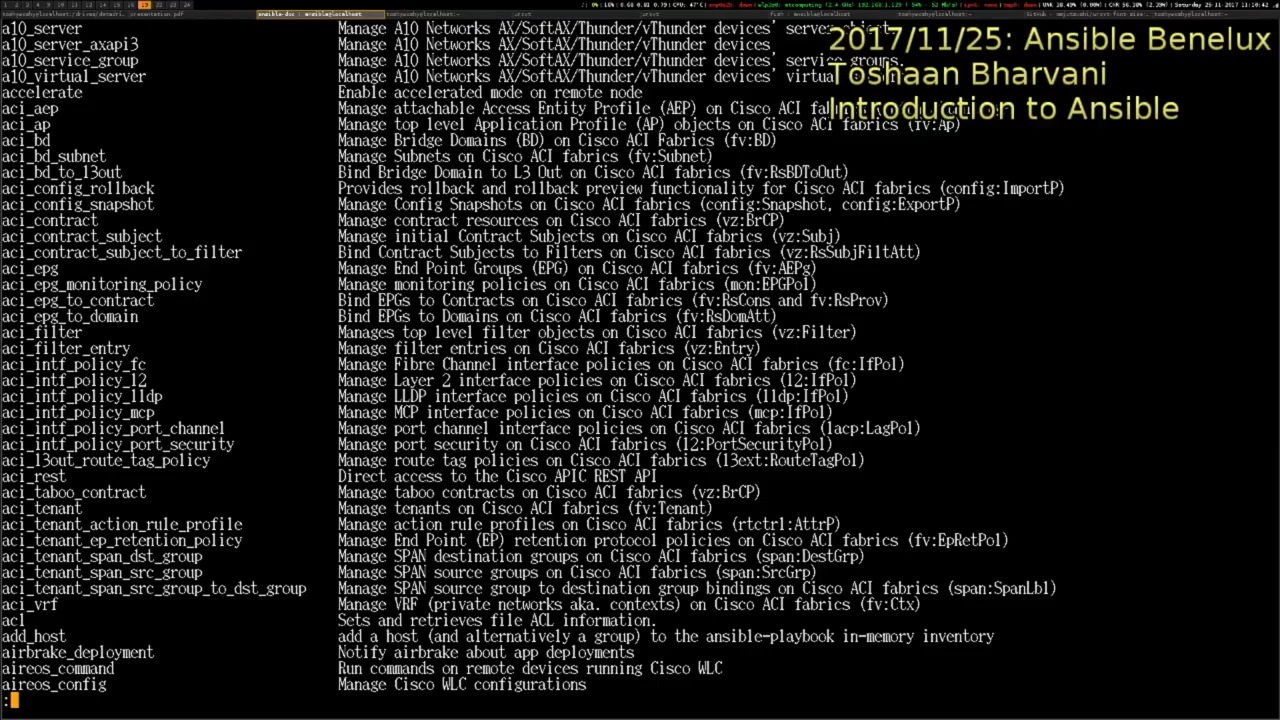 1 2 3 4 11 12 13 14 15 16 17 18 19 21 22 23 24
presentation.pdf ansible-doc : ansible@localhost
a10_server Manage A10 Networks AX/SoftAX/Thunder/vThunder devices' server object.
a10_server_axapi3 Manage A10 Networks AX/SoftAX/Thunder/vThunder devices
a10_service_group Manage A10 Networks AX/SoftAX/Thunder/vThunder devices' service groups.
a10_virtual_server Manage A10 Networks AX/SoftAX/Thunder/vThunder devices' virtual
2017/11/25: Ansible Benelux
Toshaan Bharvani
Introduction to Ansible
accelerate Enable accelerated mode on remote node
aci_aep Manage attachable Access Entity Profile (AEP) on Cisco ACI
aci_ap Manage top level Application Profile (AP) objects on Cisco ACI fabrics (fv:Ap)
aci_bd Manage Bridge Domains (BD) on Cisco ACI Fabrics (fv:BD)
aci_bd_subnet Manage Subnets on Cisco ACI fabrics (fv:Subnet)
aci_bd_to_l3out Bind Bridge Domain to L3 Out on Cisco ACI fabrics (fv:RsBDToOut)
aci_config_rollback Provides rollback and rollback preview functionality for Cisco ACI fabrics (config:ImportP)
aci_config_snapshot Manage Config Snapshots on Cisco ACI fabrics (config:Snapshot, config:ExportP)
aci_contract Manage contract resources on Cisco ACI fabrics (vz:BrCP)
aci_contract_subject Manage initial Contract Subjects on Cisco ACI fabrics (vz:Subj)
aci_contract_subject_to_filter Bind Contract Subjects to Filters on Cisco ACI fabrics (vz:RsSubjFiltAtt)
aci_epg Manage End Point Groups (EPG) on Cisco ACI fabrics (fv:AEPg)
aci_epg_monitoring_policy Manage monitoring policies on Cisco ACI fabrics (mon:EPGPol)
aci_epg_to_contract Bind EPGs to Contracts on Cisco ACI fabrics (fv:RsCons and fv:RsProv)
aci_epg_to_domain Bind EPGs to Domains on Cisco ACI fabrics (fv:RsDomAtt)
aci_filter Manages top level filter objects on Cisco ACI fabrics (vz:Filter)
aci_filter_entry Manage filter entries on Cisco ACI fabrics (vz:Entry)
aci_intf_policy_fc Manage Fibre Channel interface policies on Cisco ACI fabrics (fc:IfPol)
aci_intf_policy_l2 Manage Layer 2 interface policies on Cisco ACI fabrics (l2:IfPol)
aci_intf_policy_lldp Manage LLDP interface policies on Cisco ACI fabrics (lldp:IfPol)
aci_intf_policy_mcp Manage MCP interface policies on Cisco ACI fabrics (mcp:IfPol)
aci_intf_policy_port_channel Manage port channel interface policies on Cisco ACI fabrics (lacp:LagPol)
aci_intf_policy_port_security Manage port security on Cisco ACI fabrics (l2:PortSecurityPol)
aci_l3out_route_tag_policy Manage route tag policies on Cisco ACI fabrics (l3ext:RouteTagPol)
aci_rest Direct access to the Cisco APIC REST API
aci_taboo_contract Manage taboo contracts on Cisco ACI fabrics (vz:BrCP)
aci_tenant Manage tenants on Cisco ACI fabrics (fv:Tenant)
aci_tenant_action_rule_profile Manage action rule profiles on Cisco ACI fabrics (rtctrl:AttrP)
aci_tenant_ep_retention_policy Manage End Point (EP) retention protocol policies on Cisco ACI fabrics (fv:EpRetPol)
aci_tenant_span_dst_group Manage SPAN destination groups on Cisco ACI fabrics (span:DestGrp)
aci_tenant_span_src_group Manage SPAN source groups on Cisco ACI fabrics (span:SrcGrp)
aci_tenant_span_src_group_to_dst_group Manage SPAN source group to destination group bindings on Cisco ACI fabrics (span:SpanLbl)
aci_vrf Manage VRF (private networks aka. contexts) on Cisco ACI fabrics (fv:Ctx)
acl Sets and retrieves file ACL information.
add_host add a host (and alternatively a group) to the ansible-playbook in-memory inventory
airbrake_deployment Notify airbrake about app deployments
aireos_command Run commands on remote devices running Cisco WLC
aireos_config Manage Cisco WLC configurations
: